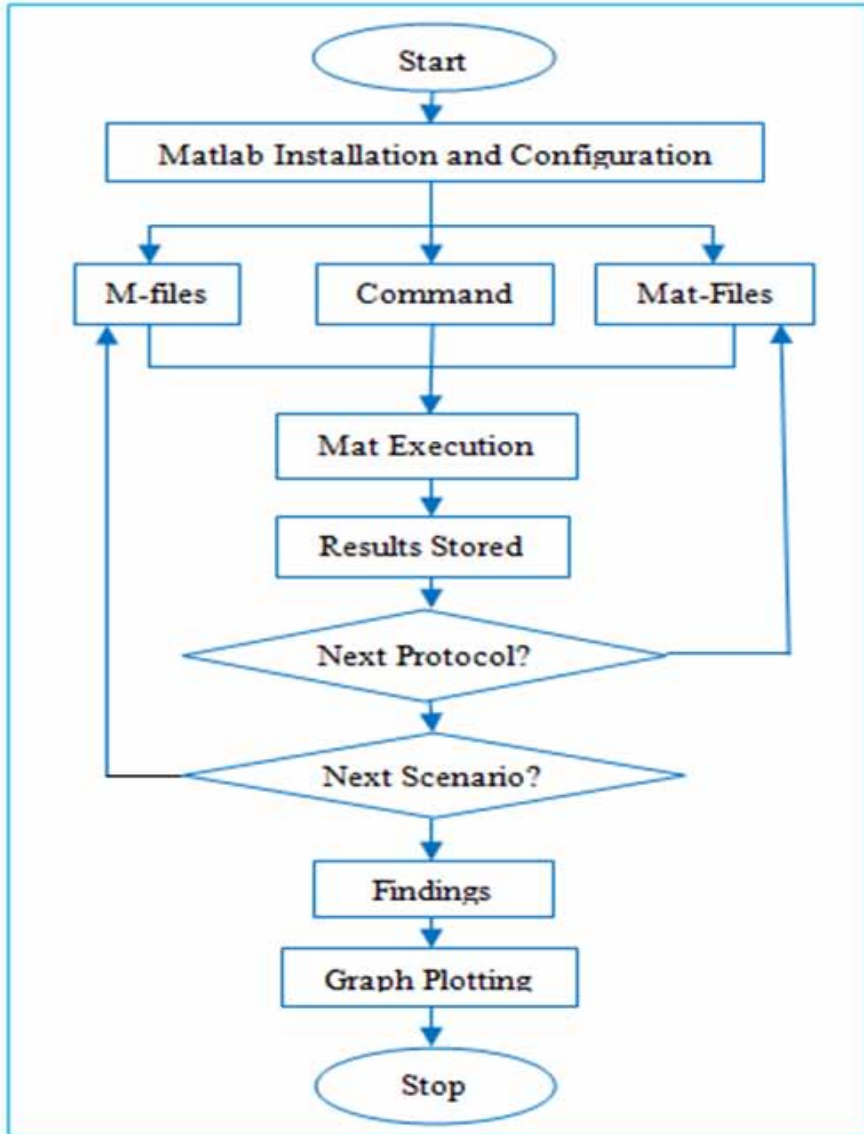 Start
Matlab Installation and Configuration
M-files
Command
Mat-Files
Mat Execution
Results Stored
Next Protocol?
Next Scenario?
Findings
Graph Plotting
Stop